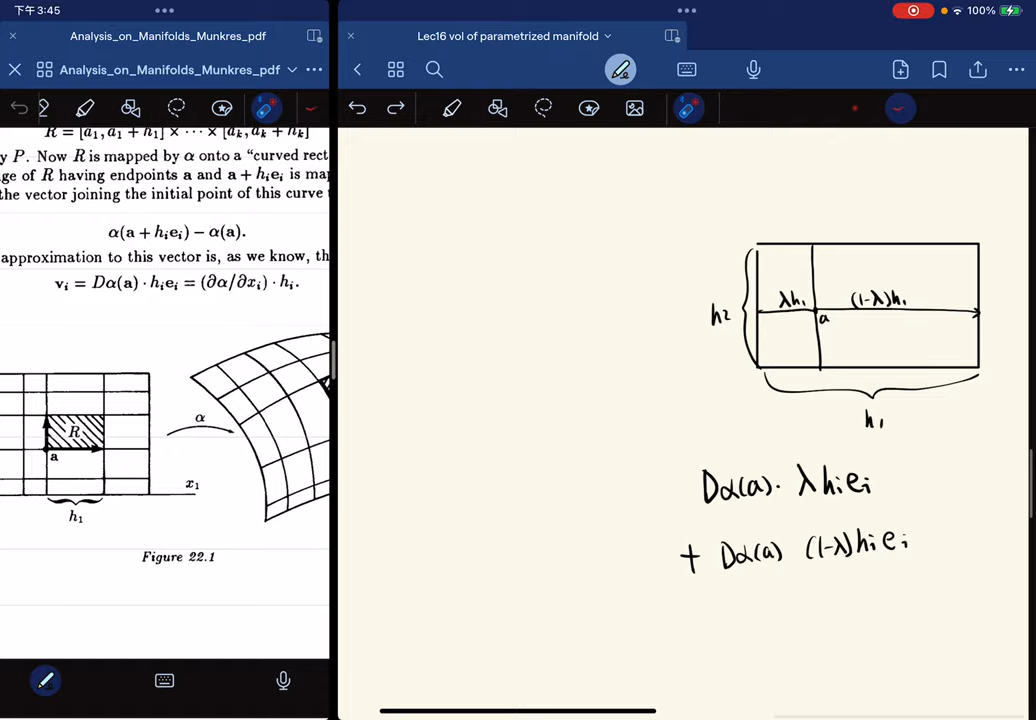 下午3:45
100%
Analysis_on_Manifolds_Munkres_pdf
Lec16 vol of parametrized manifold
Analysis_on_Manifolds_Munkres_pdf
R = [a₁, a₁ + h₁] × ⋯ × [aₖ, aₖ + hₖ]
y P. Now R is mapped by α onto a "curved rect
ge of R having endpoints a and a + hᵢeᵢ is ma
the vector joining the initial point of this curve
α(a + hᵢeᵢ) − α(a).
approximation to this vector is, as we know, th
vᵢ = Dα(a) · hᵢeᵢ = (∂α/∂xᵢ) · hᵢ.
R
a
α
x₁
h₁
Figure 22.1
h₂
λh₁
(1-λ)h₁
a
h₁
Dα(a). λhᵢeᵢ
+ Dα(a) (1-λ)hᵢeᵢ